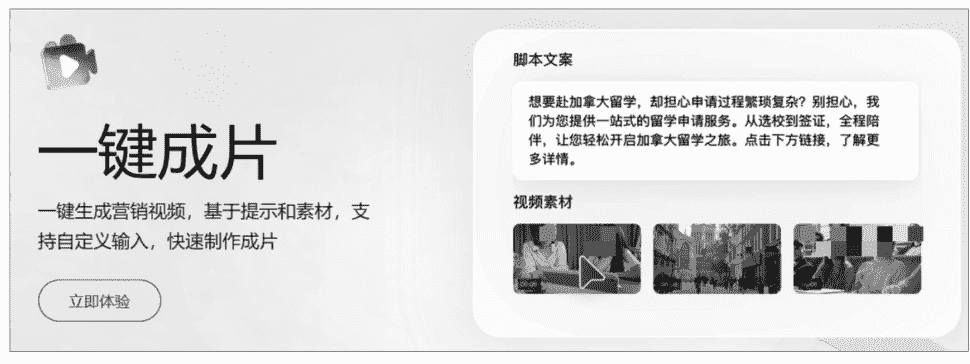 一键成片
一键生成营销视频，基于提示和素材，支
持自定义输入，快速制作成片
立即体验
脚本文案
想要赴加拿大留学，却担心申请过程繁琐复杂？别担心，我
们为您提供一站式的留学申请服务。从选校到签证，全程陪
伴，让您轻松开启加拿大留学之旅。点击下方链接，了解更
多详情。
视频素材